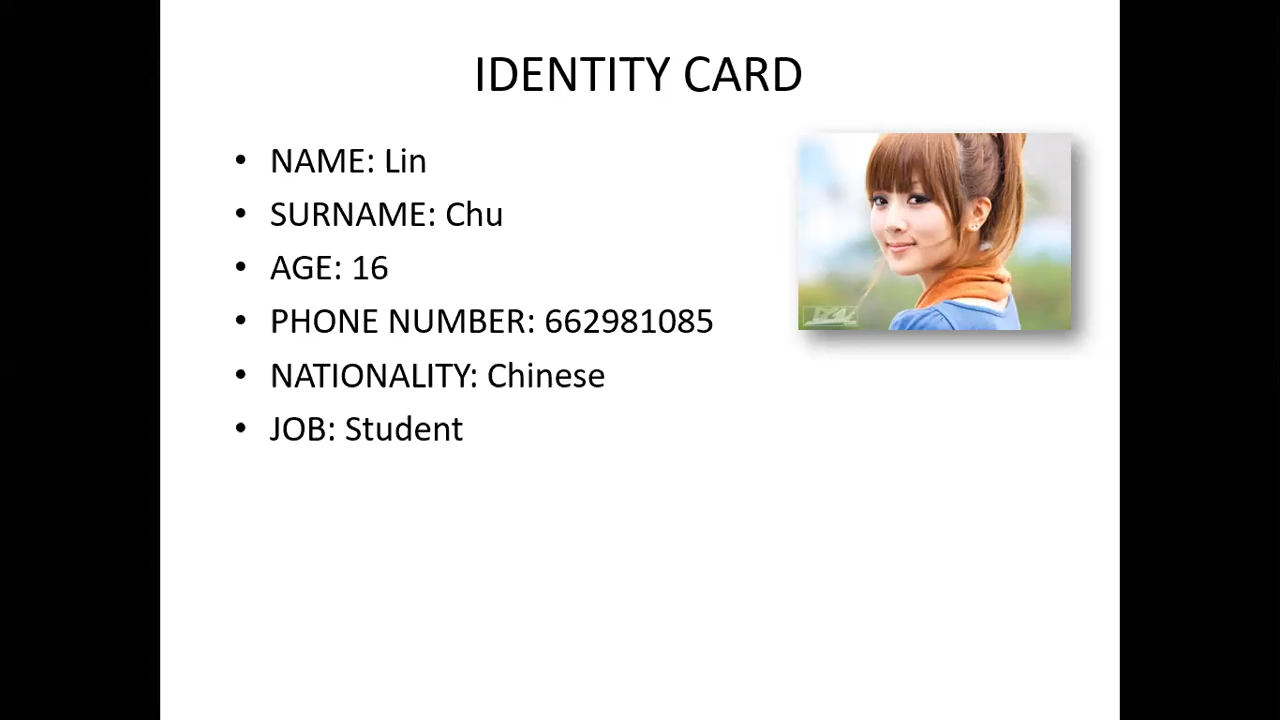 IDENTITY CARD
• NAME: Lin
• SURNAME: Chu
• AGE: 16
• PHONE NUMBER: 662981085
• NATIONALITY: Chinese
• JOB: Student